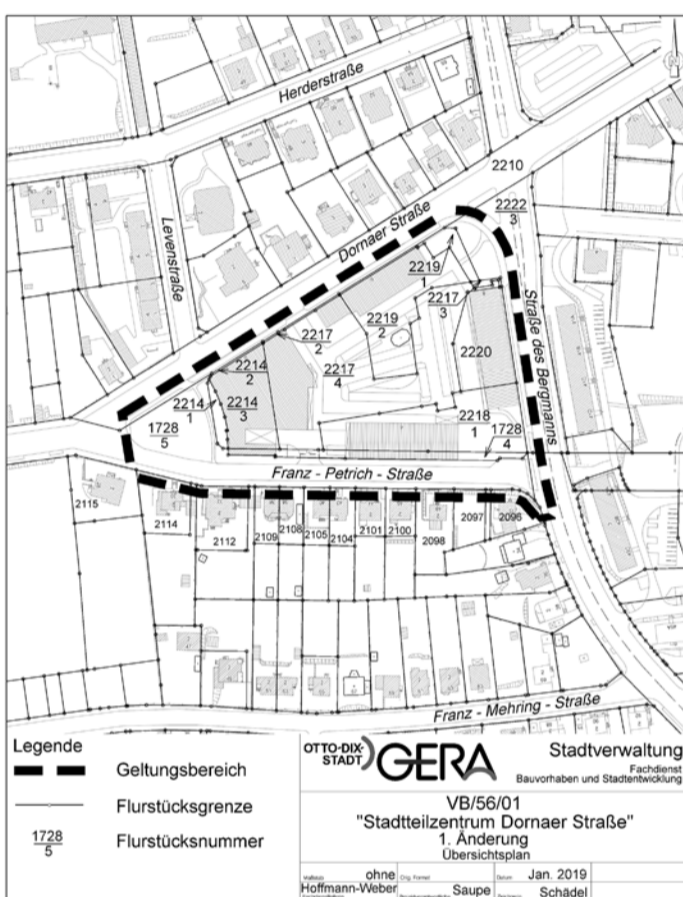 Herderstraße
2210
Levenstraße
Dornaer Straße
2222
3
2219
1
2217
3
Straße des Bergmanns
2219
2
2217
2
2220
2217
4
2214
2
2214
1
2214
3
2218
1
1728
5
1728
4
Franz - Petrich - Straße
2115
2114
2112
2109
2108
2105
2104
2101
2100
2098
2097
2096
Franz - Mehring - Straße
Legende
Geltungsbereich
Flurstücksgrenze
1728
5
Flurstücksnummer
OTTO-DIX-
STADT
GERA
Stadtverwaltung
Fachdienst
Bauvorhaben und Stadtentwicklung
VB/56/01
"Stadtteilzentrum Dornaer Straße"
1. Änderung
Übersichtsplan
Maßstab ohne Orig. Format Datum Jan. 2019
Hoffmann-Weber Saupe Schädel